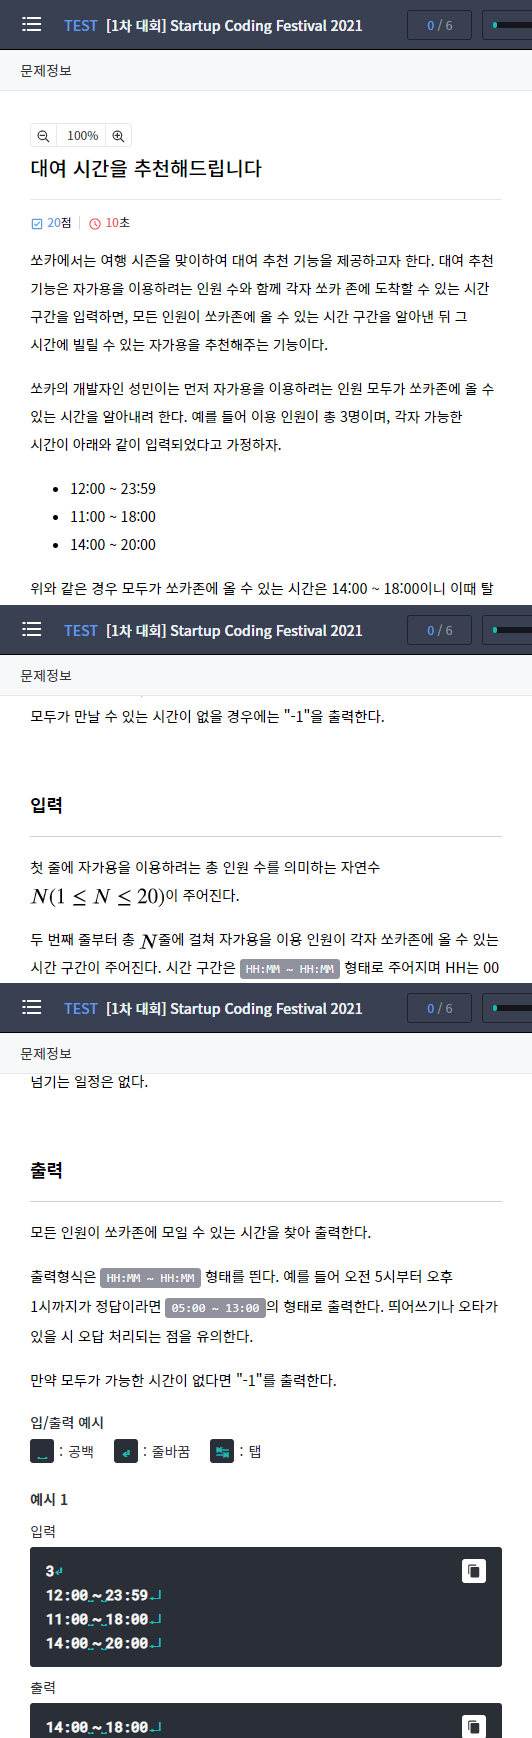 TEST [1차 대회] Startup Coding Festival 2021 0 / 6
문제정보
100%
대여 시간을 추천해드립니다
20점 10초
쏘카에서는 여행 시즌을 맞이하여 대여 추천 기능을 제공하고자 한다. 대여 추천
기능은 자가용을 이용하려는 인원 수와 함께 각자 쏘카 존에 도착할 수 있는 시간
구간을 입력하면, 모든 인원이 쏘카존에 올 수 있는 시간 구간을 알아낸 뒤 그
시간에 빌릴 수 있는 자가용을 추천해주는 기능이다.
쏘카의 개발자인 성민이는 먼저 자가용을 이용하려는 인원 모두가 쏘카존에 올 수
있는 시간을 알아내려 한다. 예를 들어 이용 인원이 총 3명이며, 각자 가능한
시간이 아래와 같이 입력되었다고 가정하자.
• 12:00 ~ 23:59
• 11:00 ~ 18:00
• 14:00 ~ 20:00
위와 같은 경우 모두가 쏘카존에 올 수 있는 시간은 14:00 ~ 18:00이니 이때 탈
TEST [1차 대회] Startup Coding Festival 2021 0 / 6
문제정보
모두가 만날 수 있는 시간이 없을 경우에는 "-1"을 출력한다.
입력
첫 줄에 자가용을 이용하려는 총 인원 수를 의미하는 자연수
N(1 ≤ N ≤ 20)이 주어진다.
두 번째 줄부터 총 N줄에 걸쳐 자가용을 이용 인원이 각자 쏘카존에 올 수 있는
시간 구간이 주어진다. 시간 구간은 HH:MM ~ HH:MM 형태로 주어지며 HH는 00
TEST [1차 대회] Startup Coding Festival 2021 0 / 6
문제정보
넘기는 일정은 없다.
출력
모든 인원이 쏘카존에 모일 수 있는 시간을 찾아 출력한다.
출력형식은 HH:MM ~ HH:MM 형태를 띈다. 예를 들어 오전 5시부터 오후
1시까지가 정답이라면 05:00 ~ 13:00의 형태로 출력한다. 띄어쓰기나 오타가
있을 시 오답 처리되는 점을 유의한다.
만약 모두가 가능한 시간이 없다면 "-1"를 출력한다.
입/출력 예시
␣ : 공백 ↲ : 줄바꿈 ↹ : 탭
예시 1
입력
3↲
12:00␣~␣23:59↲
11:00␣~␣18:00↲
14:00␣~␣20:00↲
출력
14:00␣~␣18:00↲